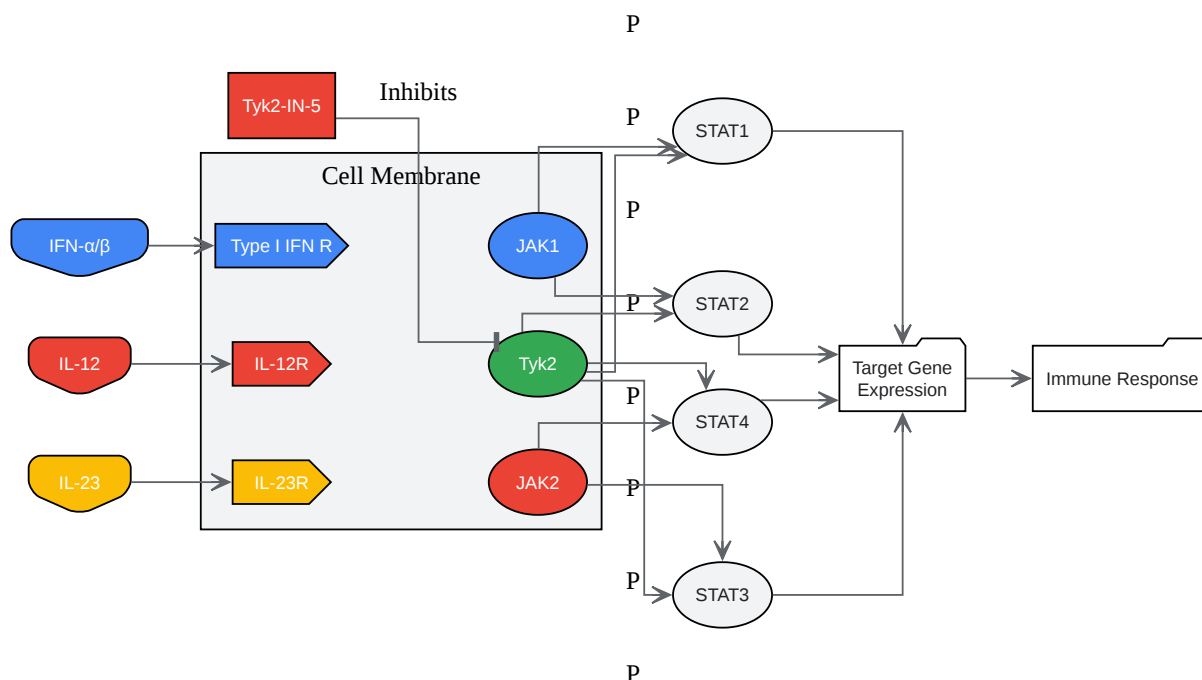 P
Tyk2-IN-5
Inhibits
P
STAT1
Cell Membrane
P
IFN-α/β
Type I IFN R
JAK1
P
STAT2
IL-12
IL-12R
Tyk2
Target Gene
Expression
Immune Response
P
STAT4
IL-23
IL-23R
JAK2
P
P
STAT3
P